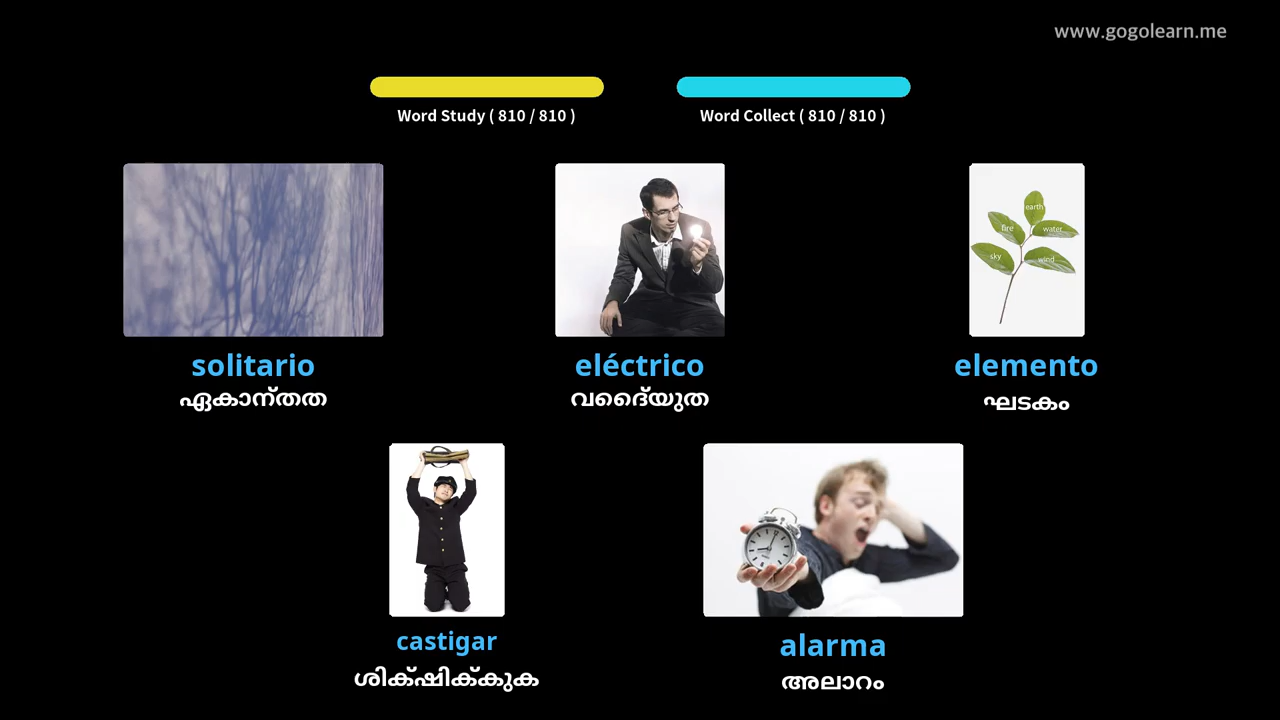 www.gogolearn.me
Word Study ( 810 / 810 )
Word Collect ( 810 / 810 )
earth
fire
water
sky
wind
solitario
eléctrico
elemento
ഏകാന്തത
വൈദ്യുത
ഘടകം
castigar
alarma
ശിക്ഷിക്കുക
അലാറം